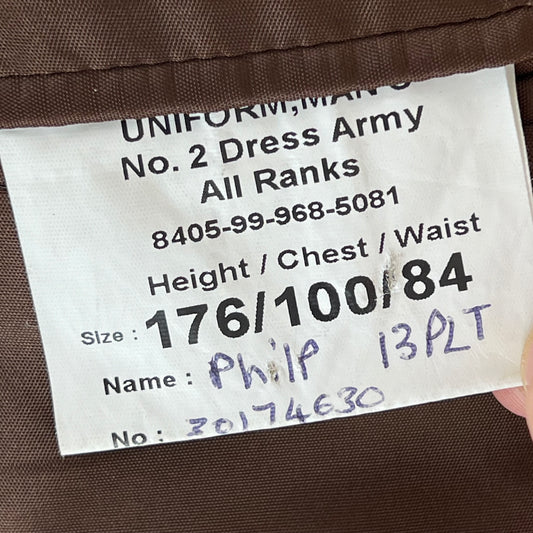 UNIFORM,MAN'S
No. 2 Dress Army
All Ranks
8405-99-968-5081
Height / Chest / Waist
Size : 176/100/84
Name : Philp 13PLT
No : 30174630